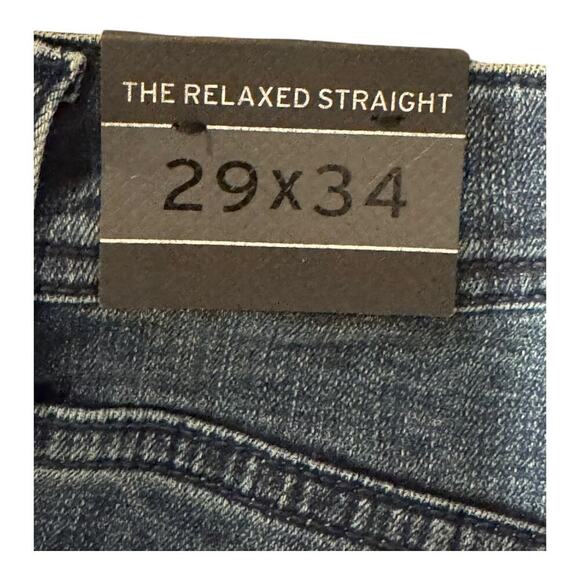 THE RELAXED STRAIGHT
29X34